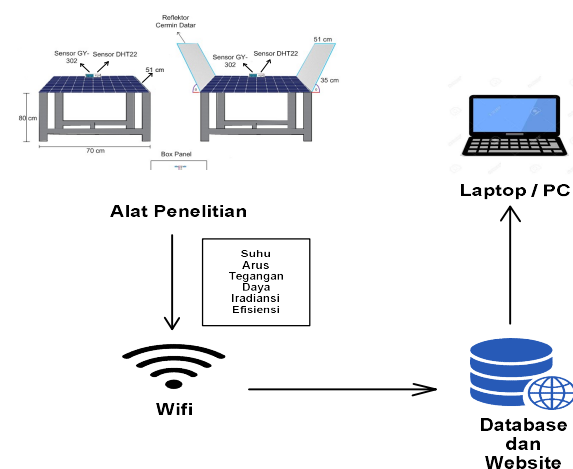 Reflektor
Cermin Datar
Sensor GY-
302
Sensor DHT22
51 cm
80 cm
70 cm
Sensor GY-
302
Sensor DHT22
51 cm
35 cm
Box Panel
Alat Penelitian
Suhu
Arus
Tegangan
Daya
Iradiansi
Efisiensi
Wifi
Laptop / PC
Database
dan
Website